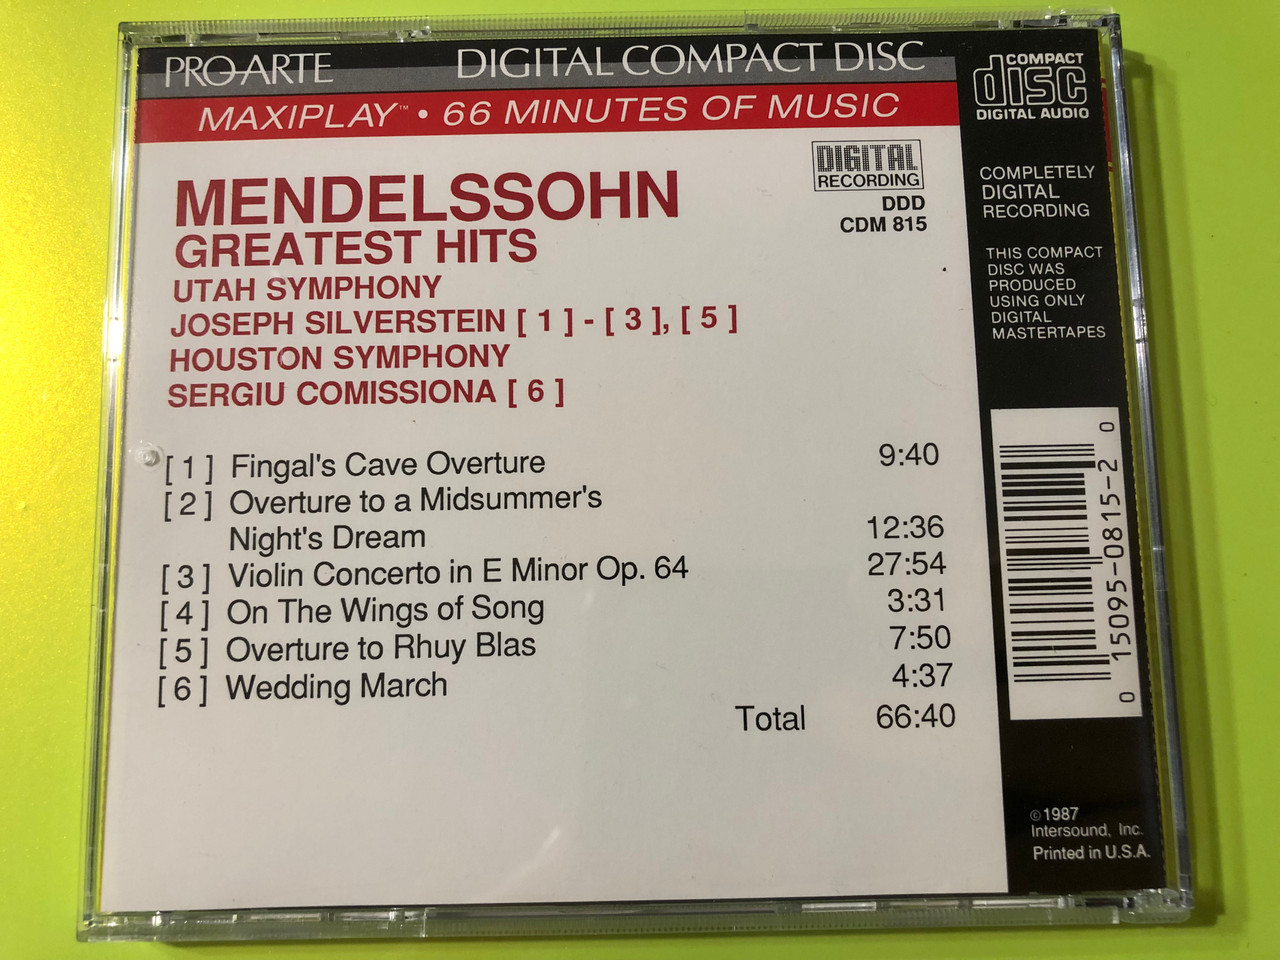 PRO-ARTE DIGITAL COMPACT DISC
MAXIPLAY™ • 66 MINUTES OF MUSIC
DIGITAL
RECORDING
DDD
CDM 815
MENDELSSOHN
GREATEST HITS
UTAH SYMPHONY
JOSEPH SILVERSTEIN [ 1 ] - [ 3 ], [ 5 ]
HOUSTON SYMPHONY
SERGIU COMISSIONA [ 6 ]
[ 1 ] Fingal's Cave Overture 9:40
[ 2 ] Overture to a Midsummer's
Night's Dream 12:36
[ 3 ] Violin Concerto in E Minor Op. 64 27:54
[ 4 ] On The Wings of Song 3:31
[ 5 ] Overture to Rhuy Blas 7:50
[ 6 ] Wedding March 4:37
Total 66:40
COMPACT
disc
DIGITAL AUDIO
COMPLETELY
DIGITAL
RECORDING
THIS COMPACT
DISC WAS
PRODUCED
USING ONLY
DIGITAL
MASTERTAPES
0 15095-0815-2 0
©1987
Intersound, Inc.
Printed in U.S.A.